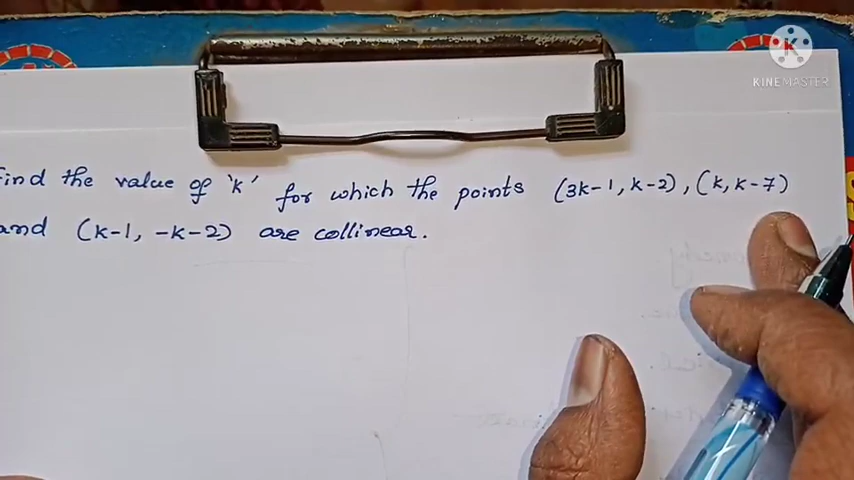 K
KINEMASTER
ind the value of 'k' for which the points (3k-1, k-2), (k, k-7)
and (k-1, -k-2) are collinear.